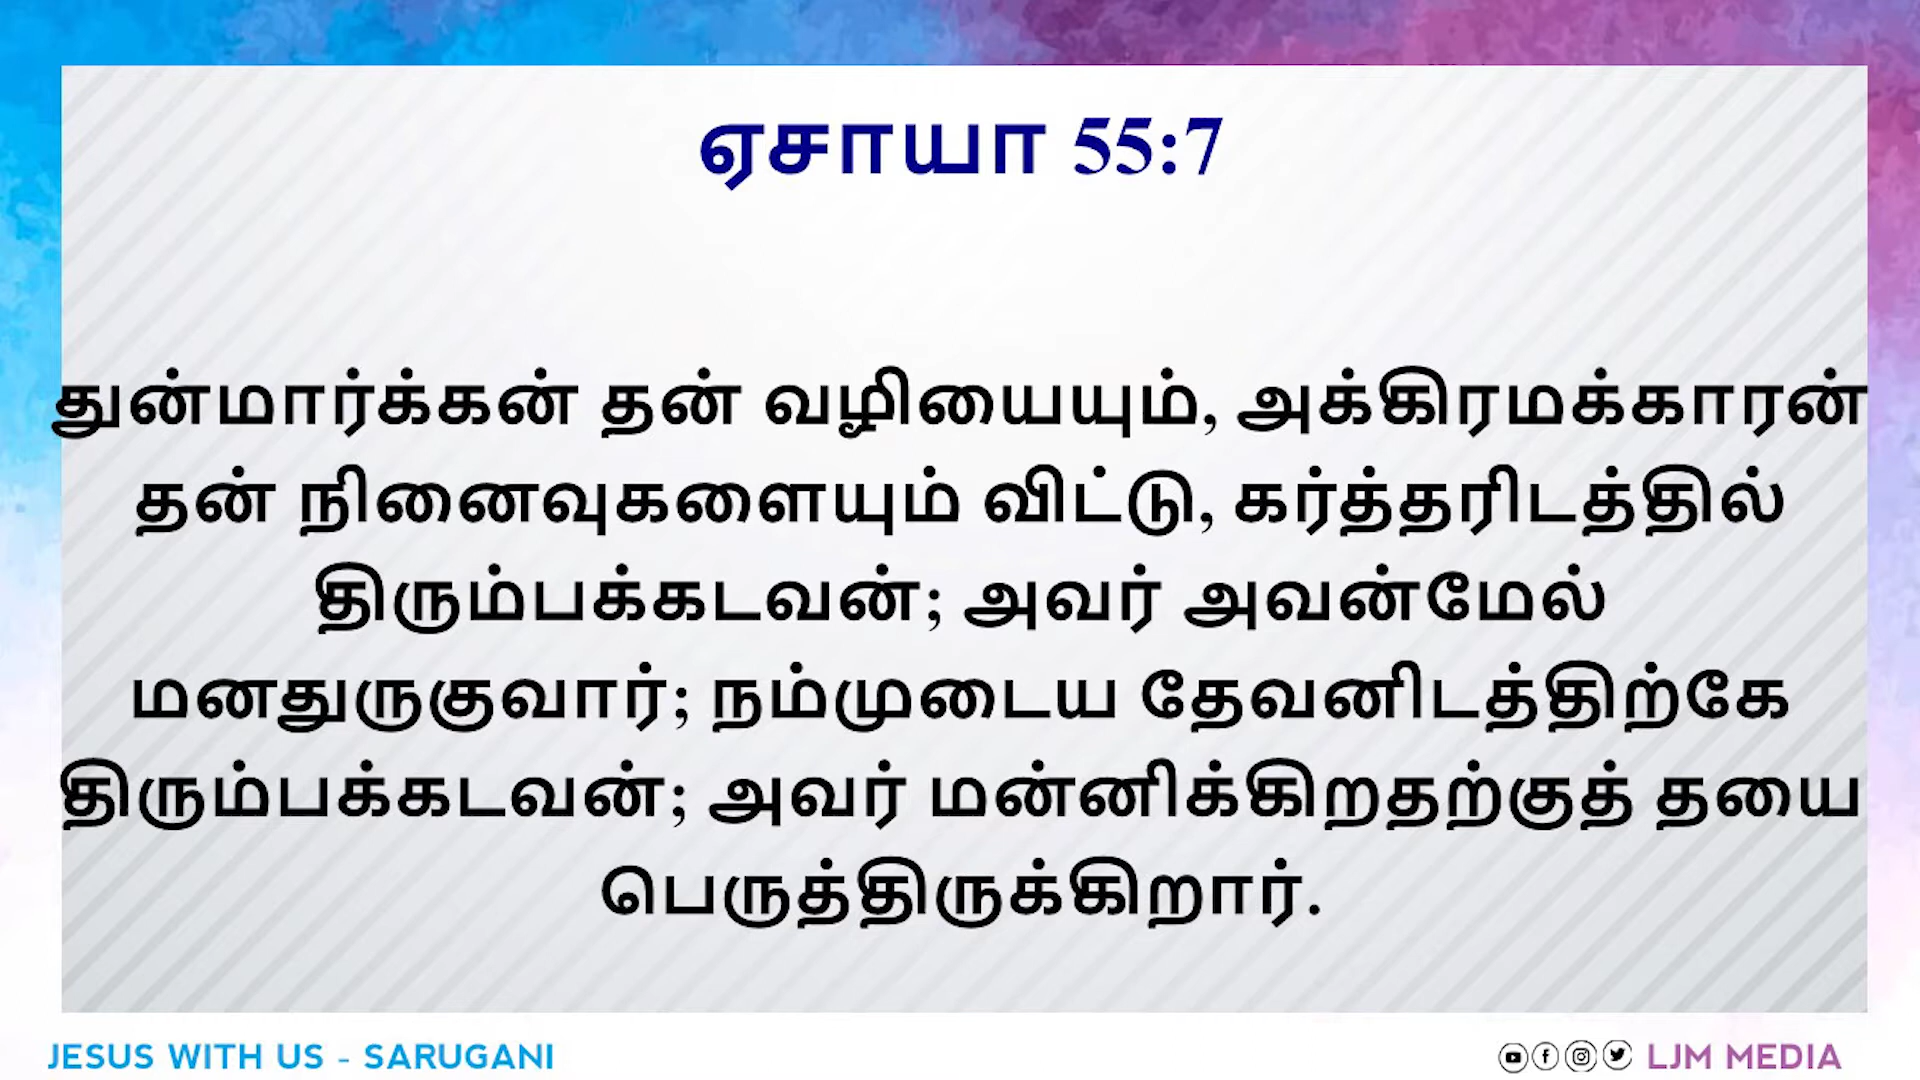 ஏசாயா 55:7
துன்மார்க்கன் தன் வழியையும், அக்கிரமக்காரன்
தன் நினைவுகளையும் விட்டு, கர்த்தரிடத்தில்
திரும்பக்கடவன்; அவர் அவன்மேல்
மனதுருகுவார்; நம்முடைய தேவனிடத்திற்கே
திரும்பக்கடவன்; அவர் மன்னிக்கிறதற்குத் தயை
பெருத்திருக்கிறார்.
JESUS WITH US - SARUGANI
LJM MEDIA